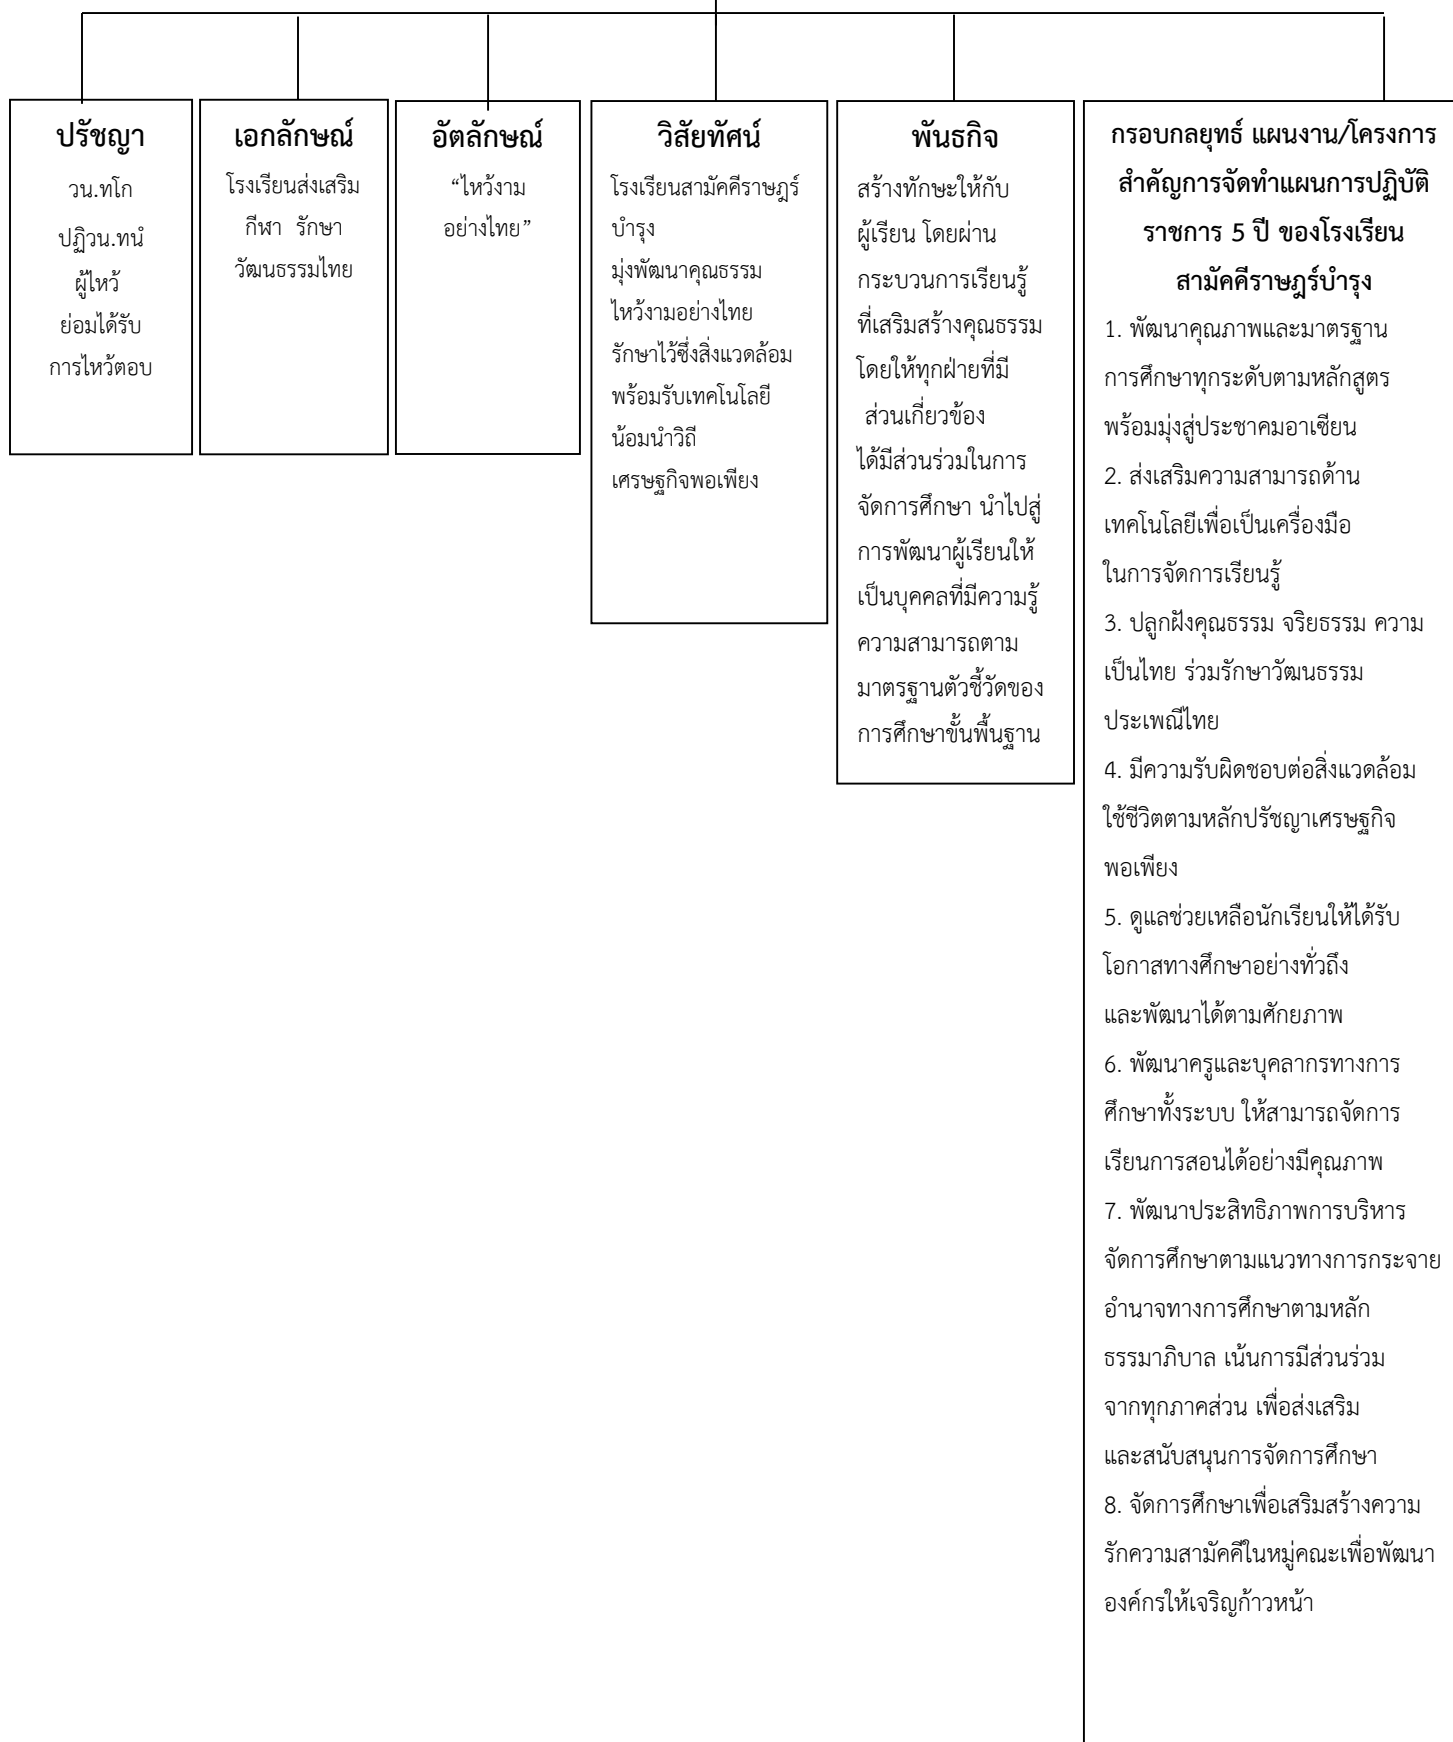 ปรัชญา
วน.ทโก
ปฏิวน.ทนํ
ผู้ไหว้
ย่อมได้รับ
การไหว้ตอบ
เอกลักษณ์
โรงเรียนส่งเสริม
กีฬา รักษา
วัฒนธรรมไทย
อัตลักษณ์
“ไหว้งาม
อย่างไทย”
วิสัยทัศน์
โรงเรียนสามัคคีราษฎร์
บำรุง
มุ่งพัฒนาคุณธรรม
ไหว้งามอย่างไทย
รักษาไว้ซึ่งสิ่งแวดล้อม
พร้อมรับเทคโนโลยี
น้อมนำวิถี
เศรษฐกิจพอเพียง
พันธกิจ
สร้างทักษะให้กับ
ผู้เรียน โดยผ่าน
กระบวนการเรียนรู้
ที่เสริมสร้างคุณธรรม
โดยให้ทุกฝ่ายที่มี
ส่วนเกี่ยวข้อง
ได้มีส่วนร่วมในการ
จัดการศึกษา นำไปสู่
การพัฒนาผู้เรียนให้
เป็นบุคคลที่มีความรู้
ความสามารถตาม
มาตรฐานตัวชี้วัดของ
การศึกษาขั้นพื้นฐาน
กรอบกลยุทธ์ แผนงาน/โครงการ
สำคัญการจัดทำแผนการปฏิบัติ
ราชการ 5 ปี ของโรงเรียน
สามัคคีราษฎร์บำรุง
1. พัฒนาคุณภาพและมาตรฐาน
การศึกษาทุกระดับตามหลักสูตร
พร้อมมุ่งสู่ประชาคมอาเซียน
2. ส่งเสริมความสามารถด้าน
เทคโนโลยีเพื่อเป็นเครื่องมือ
ในการจัดการเรียนรู้
3. ปลูกฝังคุณธรรม จริยธรรม ความ
เป็นไทย ร่วมรักษาวัฒนธรรม
ประเพณีไทย
4. มีความรับผิดชอบต่อสิ่งแวดล้อม
ใช้ชีวิตตามหลักปรัชญาเศรษฐกิจ
พอเพียง
5. ดูแลช่วยเหลือนักเรียนให้ได้รับ
โอกาสทางศึกษาอย่างทั่วถึง
และพัฒนาได้ตามศักยภาพ
6. พัฒนาครูและบุคลากรทางการ
ศึกษาทั้งระบบ ให้สามารถจัดการ
เรียนการสอนได้อย่างมีคุณภาพ
7. พัฒนาประสิทธิภาพการบริหาร
จัดการศึกษาตามแนวทางการกระจาย
อำนาจทางการศึกษาตามหลัก
ธรรมาภิบาล เน้นการมีส่วนร่วม
จากทุกภาคส่วน เพื่อส่งเสริม
และสนับสนุนการจัดการศึกษา
8. จัดการศึกษาเพื่อเสริมสร้างความ
รักความสามัคคีในหมู่คณะเพื่อพัฒนา
องค์กรให้เจริญก้าวหน้า